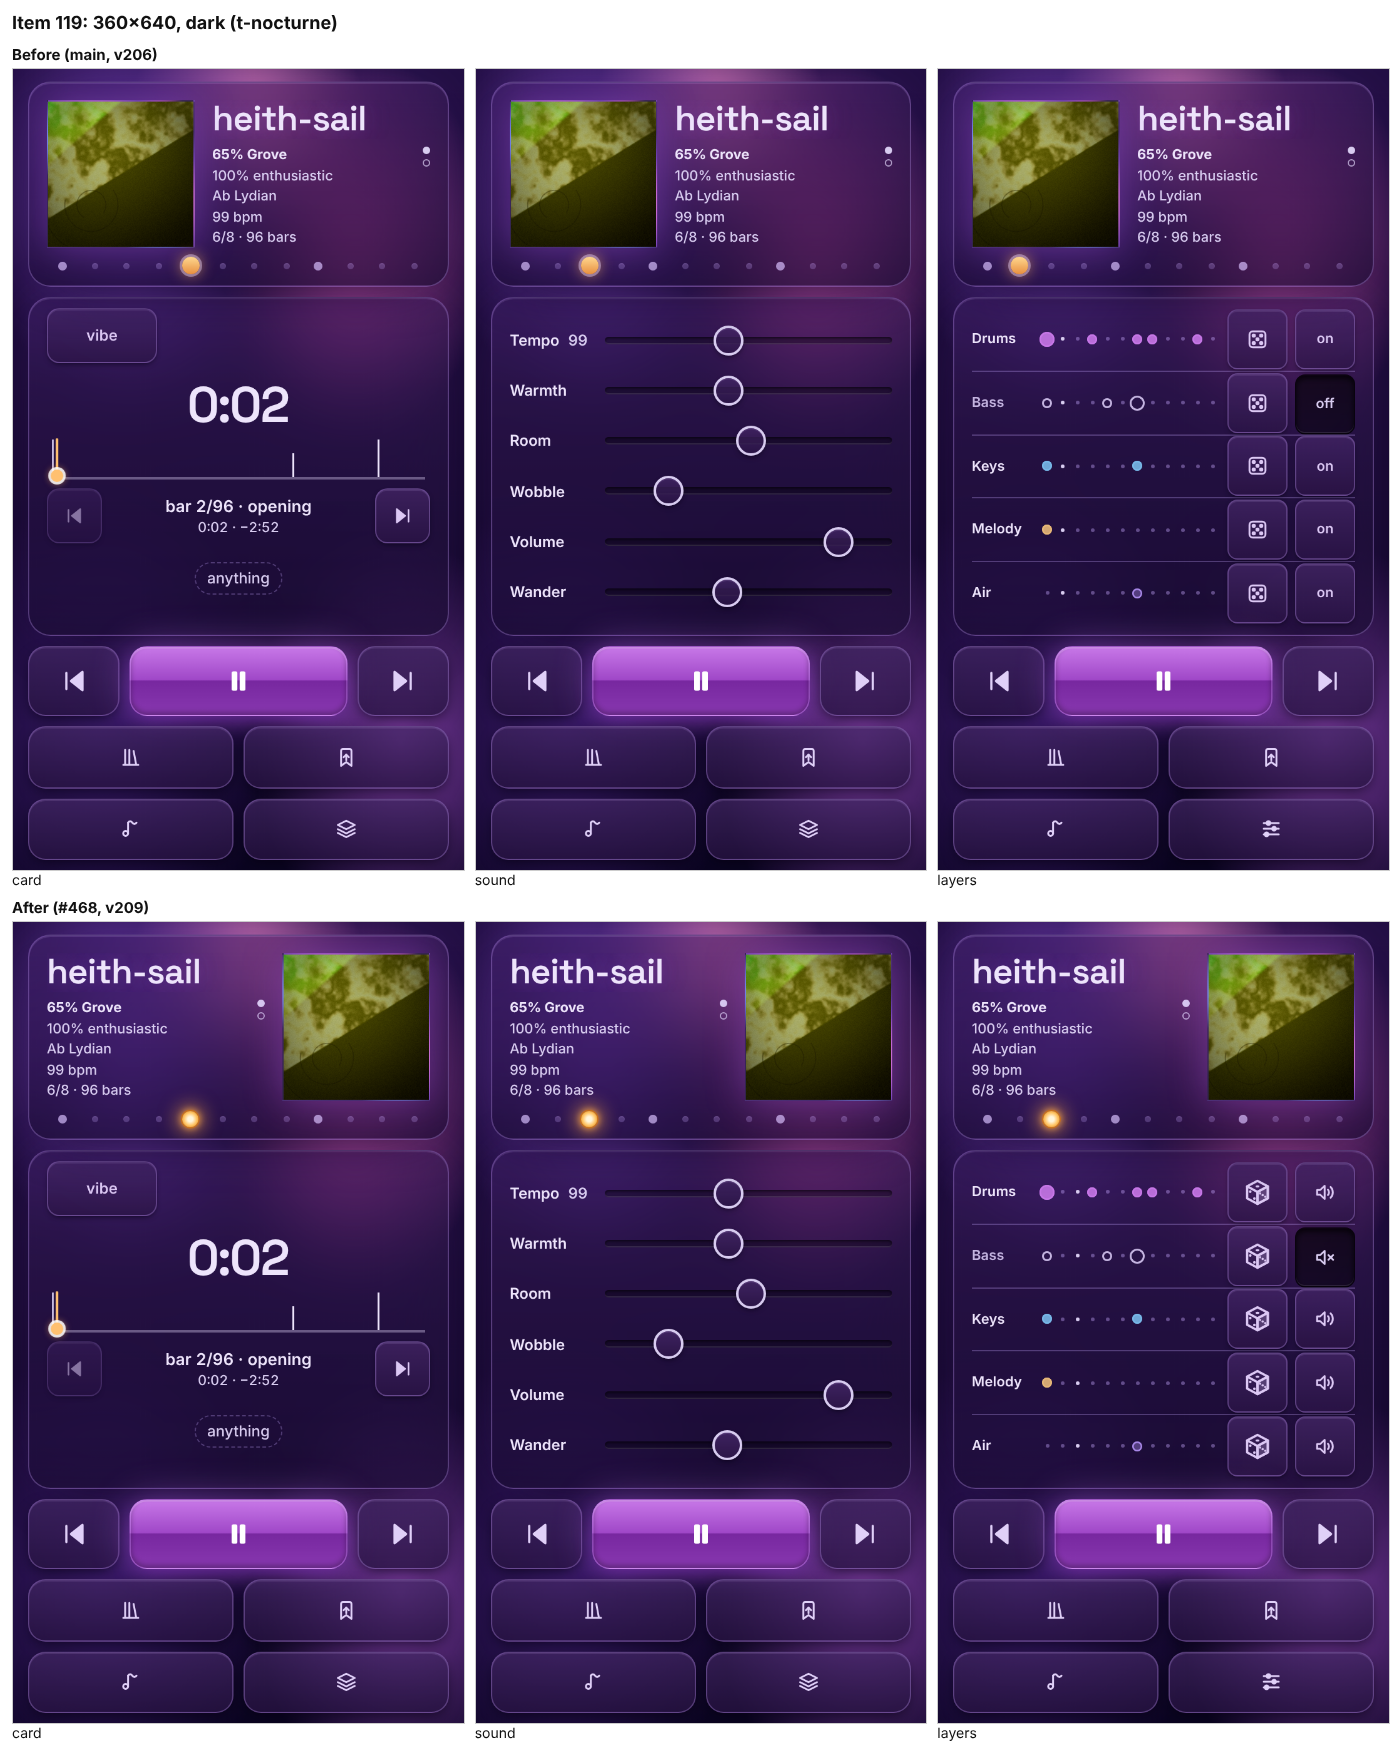 Item 119: 360×640, dark (t-nocturne)
Before (main, v206)
heith-sail
65% Grove
100% enthusiastic
Ab Lydian
99 bpm
6/8 · 96 bars
vibe
0:02
bar 2/96 · opening
0:02 · −2:52
anything
card
heith-sail
65% Grove
100% enthusiastic
Ab Lydian
99 bpm
6/8 · 96 bars
Tempo 99
Warmth
Room
Wobble
Volume
Wander
sound
heith-sail
65% Grove
100% enthusiastic
Ab Lydian
99 bpm
6/8 · 96 bars
Drums on
Bass off
Keys on
Melody on
Air on
layers
After (#468, v209)
heith-sail
65% Grove
100% enthusiastic
Ab Lydian
99 bpm
6/8 · 96 bars
vibe
0:02
bar 2/96 · opening
0:02 · −2:52
anything
card
heith-sail
65% Grove
100% enthusiastic
Ab Lydian
99 bpm
6/8 · 96 bars
Tempo 99
Warmth
Room
Wobble
Volume
Wander
sound
heith-sail
65% Grove
100% enthusiastic
Ab Lydian
99 bpm
6/8 · 96 bars
Drums
Bass
Keys
Melody
Air
layers